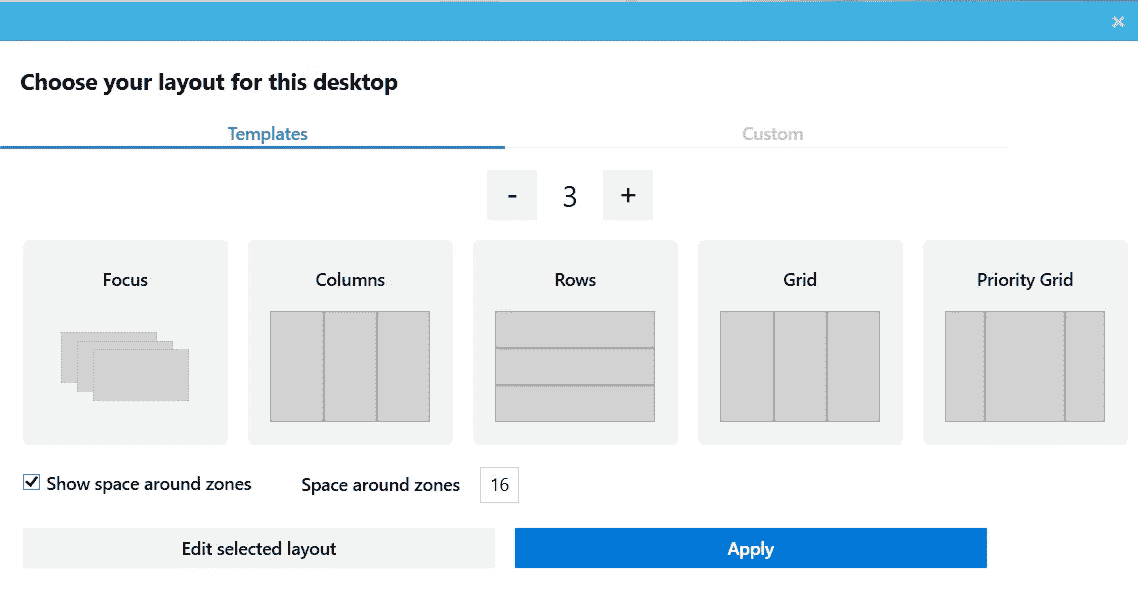 Choose your layout for this desktop
Templates Custom
- 3 +
Focus Columns Rows Grid Priority Grid
Show space around zones Space around zones 16
Edit selected layout Apply